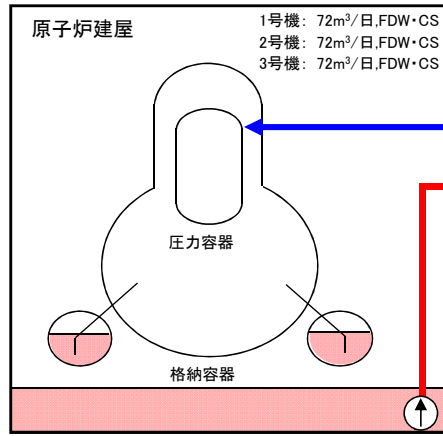 原子炉建屋
1号機: 72m³/日,FDW・CS
2号機: 72m³/日,FDW・CS
3号機: 72m³/日,FDW・CS
圧力容器
格納容器